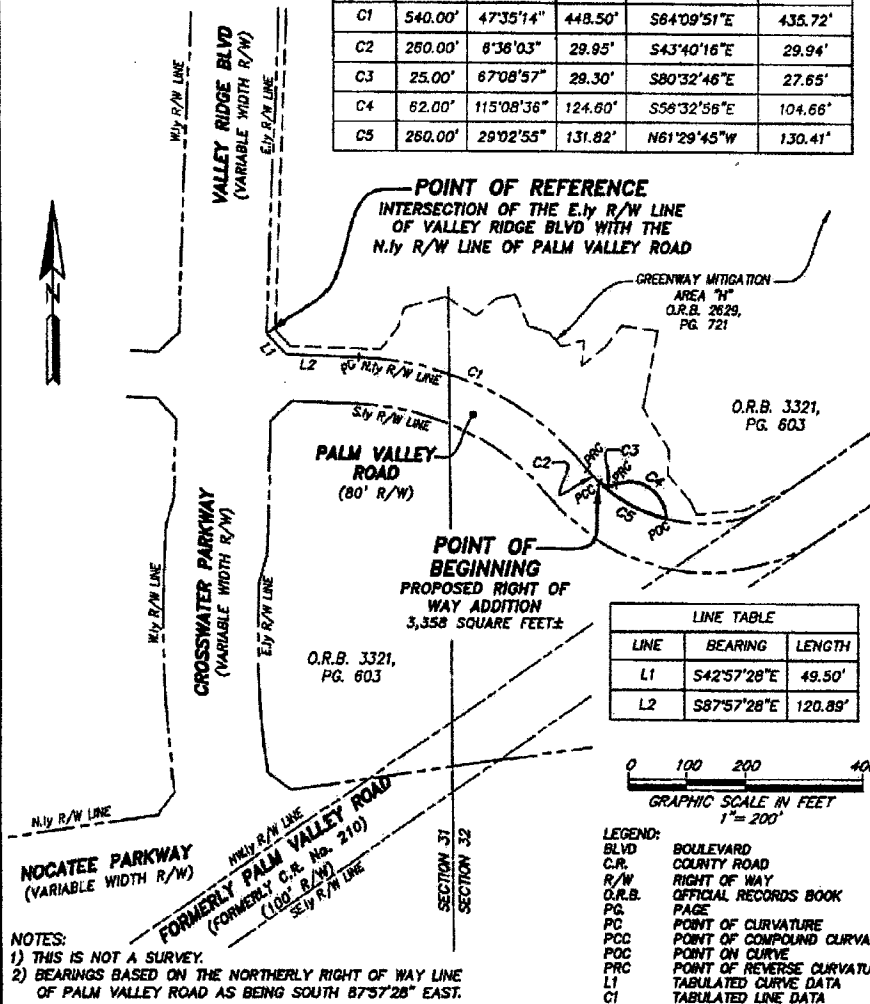 C1 540.00' 47°35'14" 448.50' S64°09'51"E 435.72'
C2 260.00' 6°36'03" 29.95' S43°40'16"E 29.94'
C3 25.00' 67°08'57" 29.30' S80°32'46"E 27.65'
C4 62.00' 115°08'36" 124.60' S56°32'56"E 104.66'
C5 260.00' 29°02'55" 131.82' N61°29'45"W 130.41'
W.ly R/W LINE
VALLEY RIDGE BLVD
(VARIABLE WIDTH R/W)
E.ly R/W LINE
POINT OF REFERENCE
INTERSECTION OF THE E.ly R/W LINE
OF VALLEY RIDGE BLVD WITH THE
N.ly R/W LINE OF PALM VALLEY ROAD
N
GREENWAY MITIGATION
AREA "H"
O.R.B. 2629,
PG. 721
L1
L2
PC
N.ly R/W LINE
C1
S.ly R/W LINE
O.R.B. 3321,
PG. 603
PALM VALLEY
ROAD
(80' R/W)
C2
PRC
C3
PRC
C4
PCC
C5
POC
POINT OF
BEGINNING
PROPOSED RIGHT OF
WAY ADDITION
3,358 SQUARE FEET±
W.ly R/W LINE
CROSSWATER PARKWAY
(VARIABLE WIDTH R/W)
E.ly R/W LINE
O.R.B. 3321,
PG. 603
LINE TABLE
LINE BEARING LENGTH
L1 S42°57'28"E 49.50'
L2 S87°57'28"E 120.89'
0 100 200 400
GRAPHIC SCALE IN FEET
1"= 200'
N.ly R/W LINE
NOCATEE PARKWAY
(VARIABLE WIDTH R/W)
NW.ly R/W LINE
FORMERLY PALM VALLEY ROAD
(FORMERLY C.R. No. 210)
(100' R/W)
SE.ly R/W LINE
SECTION 31
SECTION 32
LEGEND:
BLVD BOULEVARD
C.R. COUNTY ROAD
R/W RIGHT OF WAY
O.R.B. OFFICIAL RECORDS BOOK
PG. PAGE
PC POINT OF CURVATURE
PCC POINT OF COMPOUND CURVA
POC POINT ON CURVE
PRC POINT OF REVERSE CURVATU
L1 TABULATED CURVE DATA
C1 TABULATED LINE DATA
NOTES:
1) THIS IS NOT A SURVEY.
2) BEARINGS BASED ON THE NORTHERLY RIGHT OF WAY LINE
OF PALM VALLEY ROAD AS BEING SOUTH 87°57'28" EAST.